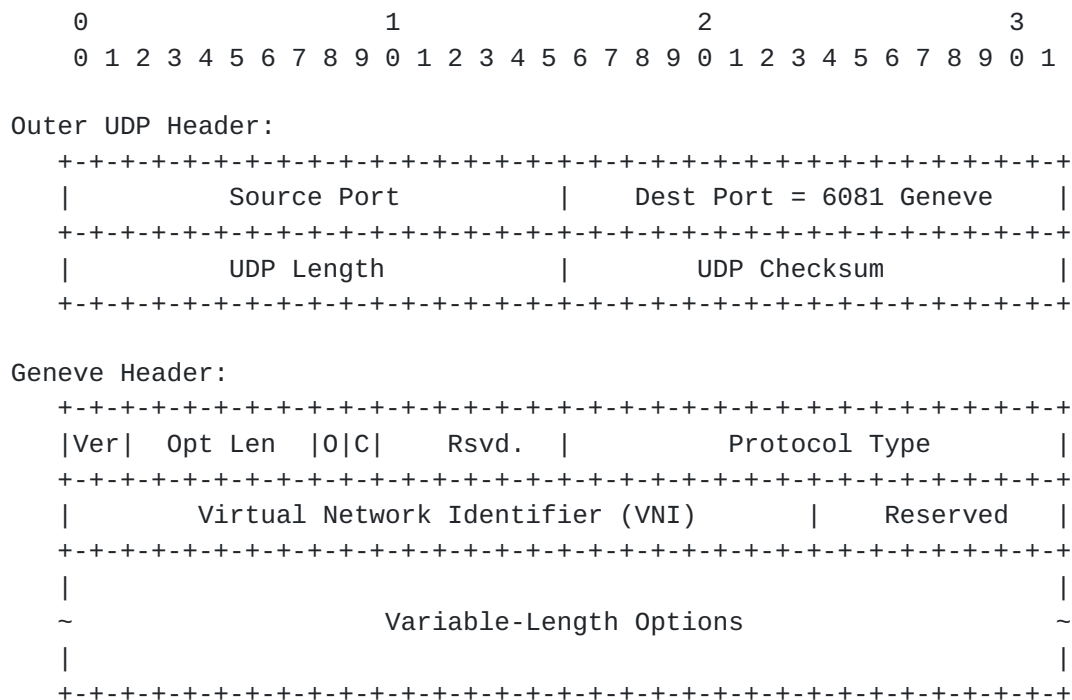 0                   1                   2                   3
0 1 2 3 4 5 6 7 8 9 0 1 2 3 4 5 6 7 8 9 0 1 2 3 4 5 6 7 8 9 0 1
Outer UDP Header:
+-+-+-+-+-+-+-+-+-+-+-+-+-+-+-+-+-+-+-+-+-+-+-+-+-+-+-+-+-+-+-+-+
|          Source Port          |    Dest Port = 6081 Geneve    |
+-+-+-+-+-+-+-+-+-+-+-+-+-+-+-+-+-+-+-+-+-+-+-+-+-+-+-+-+-+-+-+-+
|          UDP Length           |        UDP Checksum           |
+-+-+-+-+-+-+-+-+-+-+-+-+-+-+-+-+-+-+-+-+-+-+-+-+-+-+-+-+-+-+-+-+
Geneve Header:
+-+-+-+-+-+-+-+-+-+-+-+-+-+-+-+-+-+-+-+-+-+-+-+-+-+-+-+-+-+-+-+-+
|Ver|  Opt Len  |O|C|    Rsvd.  |          Protocol Type        |
+-+-+-+-+-+-+-+-+-+-+-+-+-+-+-+-+-+-+-+-+-+-+-+-+-+-+-+-+-+-+-+-+
|        Virtual Network Identifier (VNI)       |    Reserved   |
+-+-+-+-+-+-+-+-+-+-+-+-+-+-+-+-+-+-+-+-+-+-+-+-+-+-+-+-+-+-+-+-+
|                                                               |
~                    Variable-Length Options                    ~
|                                                               |
+-+-+-+-+-+-+-+-+-+-+-+-+-+-+-+-+-+-+-+-+-+-+-+-+-+-+-+-+-+-+-+-+